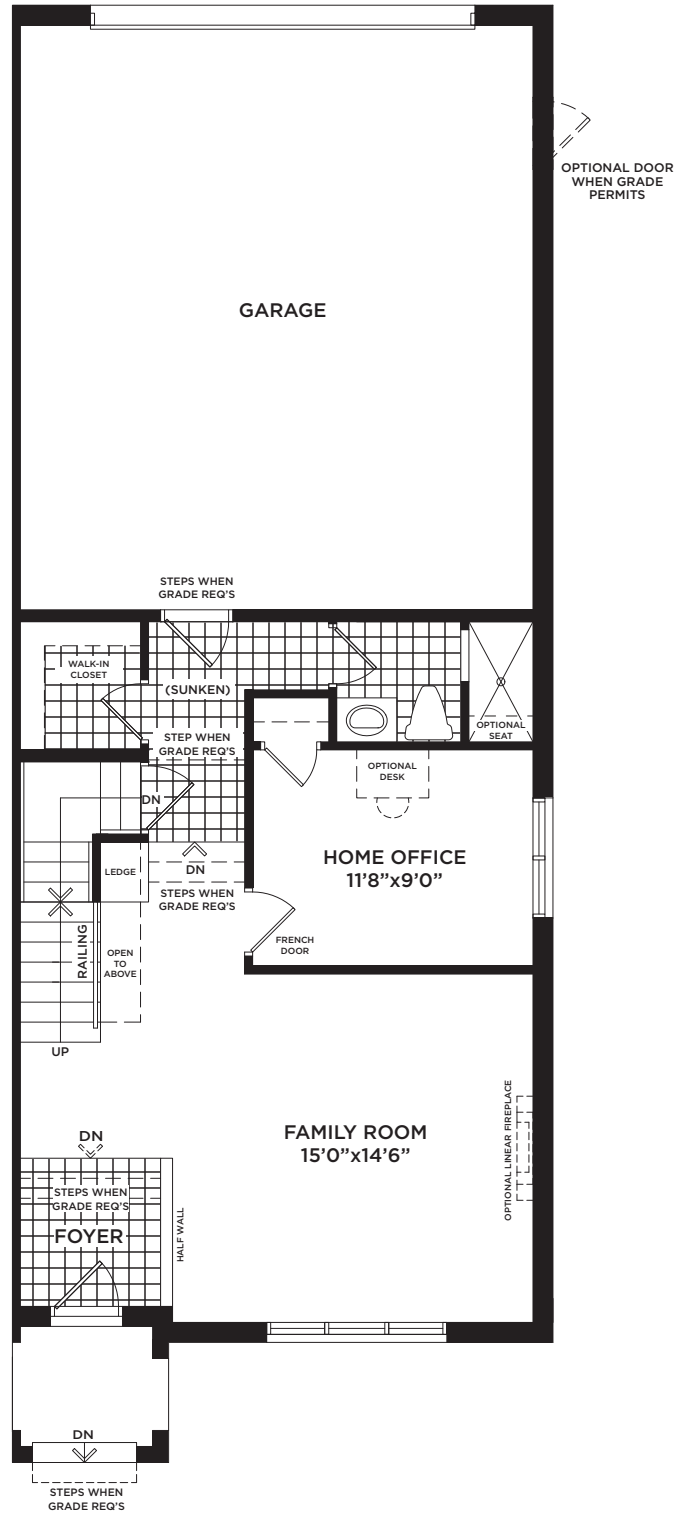 OPTIONAL DOOR
WHEN GRADE
PERMITS
GARAGE
STEPS WHEN
GRADE REQ'S
WALK-IN
CLOSET
(SUNKEN)
OPTIONAL
SEAT
STEP WHEN
GRADE REQ'S
OPTIONAL
DESK
DN
HOME OFFICE
11'8"x9'0"
LEDGE
DN
STEPS WHEN
GRADE REQ'S
RAILING
OPEN
TO
ABOVE
FRENCH
DOOR
UP
OPTIONAL LINEAR FIREPLACE
FAMILY ROOM
15'0"x14'6"
DN
STEPS WHEN
GRADE REQ'S
FOYER
HALF WALL
DN
STEPS WHEN
GRADE REQ'S